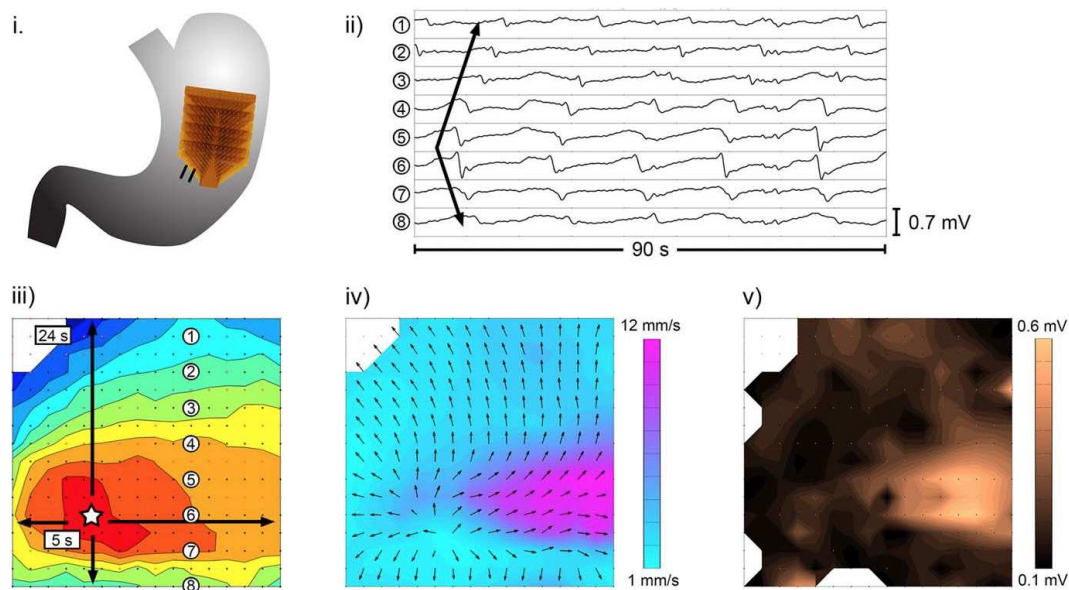 i.
ii)
①
②
③
④
⑤
⑥
⑦
⑧
0.7 mV
90 s
iii)
24 s
①
②
③
④
⑤
⑥
5 s
⑦
⑧
iv)
12 mm/s
1 mm/s
v)
0.6 mV
0.1 mV